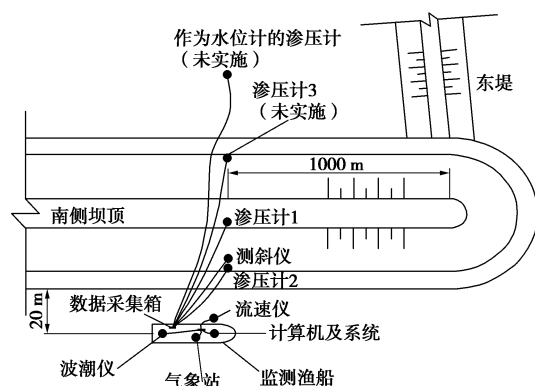 作为水位计的渗压计
（未实施）
渗压计3
（未实施）
东堤
1000 m
南侧坝顶
渗压计1
测斜仪
渗压计2
数据采集箱
流速仪
20 m
计算机及系统
波潮仪
气象站
监测渔船